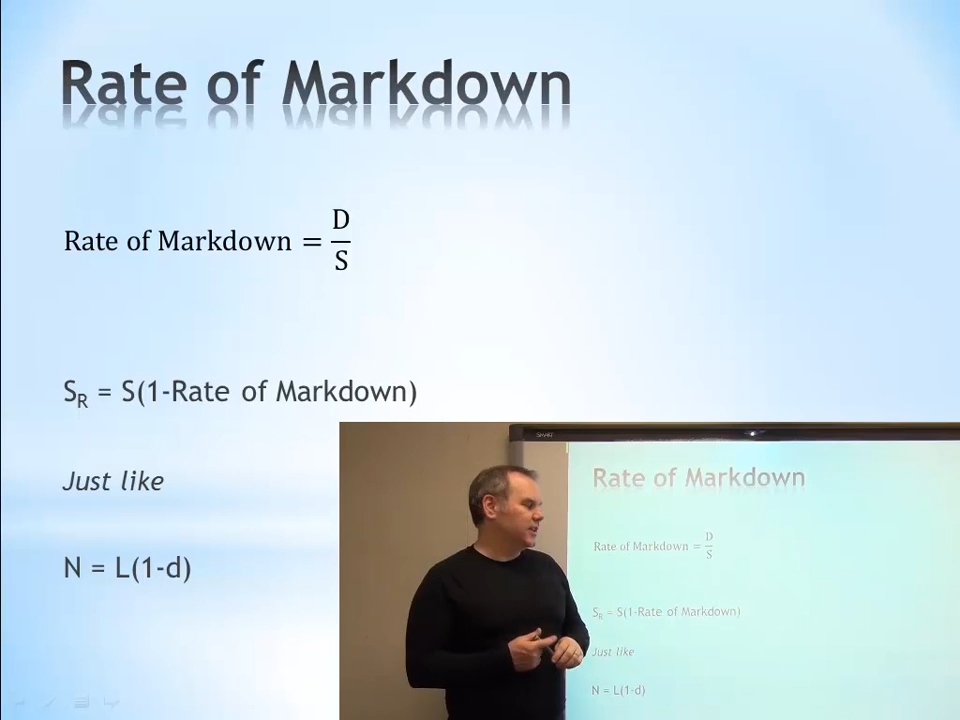 Rate of Markdown
Rate of Markdown = D/S
S_R = S(1-Rate of Markdown)
Just like
N = L(1-d)
SMART
Rate of Markdown
Rate of Markdown = D/S
S_R = S(1-Rate of Markdown)
Just like
N = L(1-d)